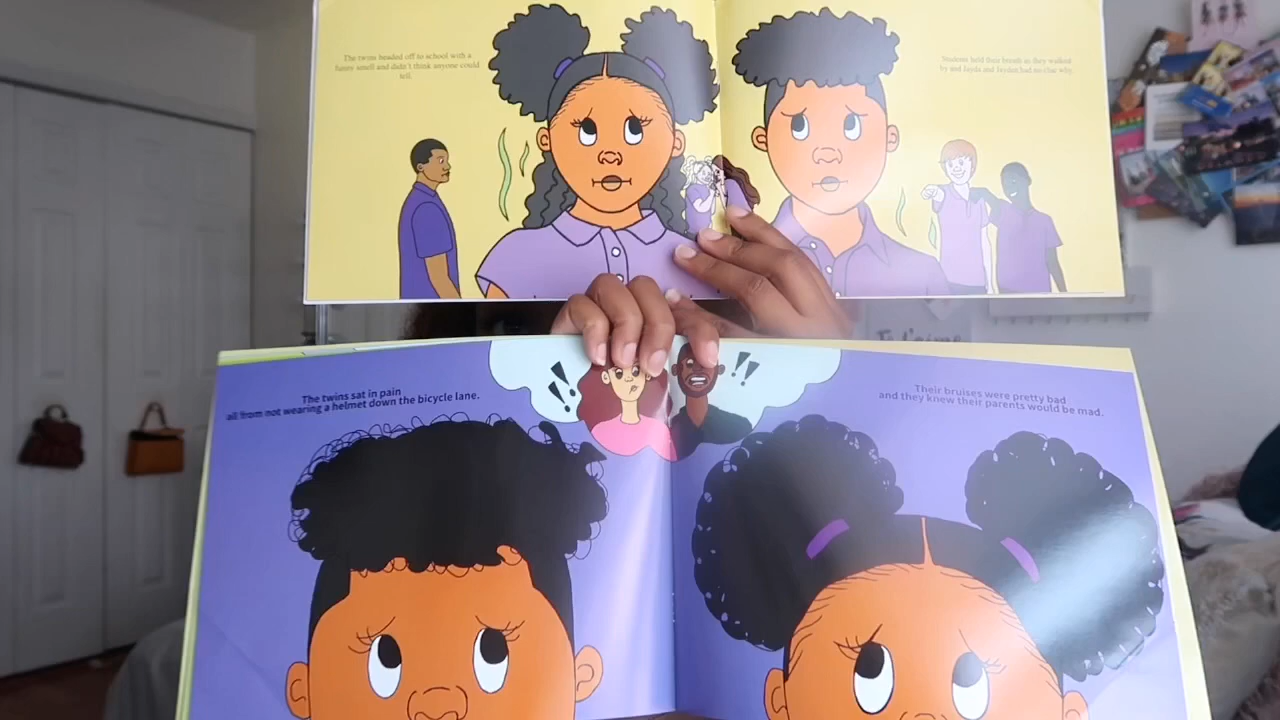 The twins headed off to school with a
funny smell and didn't think anyone could
tell.
Students held their breath as they walked
by and Jayda and Jayden had no clue why.
The twins sat in pain
all from not wearing a helmet down the bicycle lane.
Their bruises were pretty bad
and they knew their parents would be mad.